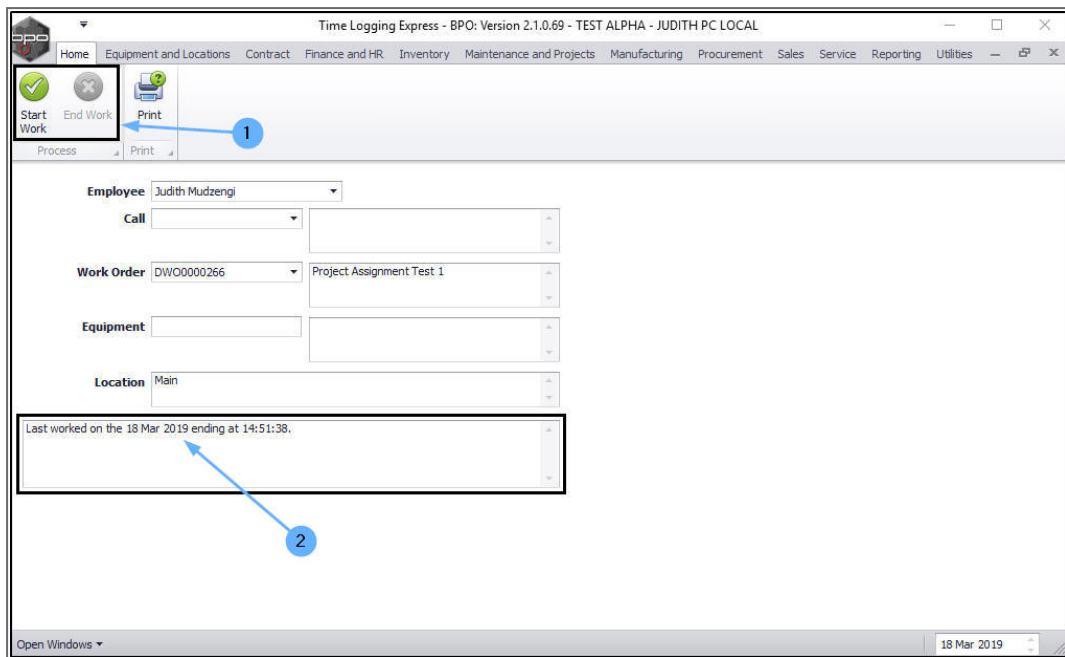 bpo
Time Logging Express - BPO: Version 2.1.0.69 - TEST ALPHA - JUDITH PC LOCAL
Home Equipment and Locations Contract Finance and HR Inventory Maintenance and Projects Manufacturing Procurement Sales Service Reporting Utilities
Start Work End Work Print
1
Process Print
Employee Judith Mudzengi
Call
Work Order DWO0000266 Project Assignment Test 1
Equipment
Location Main
Last worked on the 18 Mar 2019 ending at 14:51:38.
2
Open Windows 18 Mar 2019